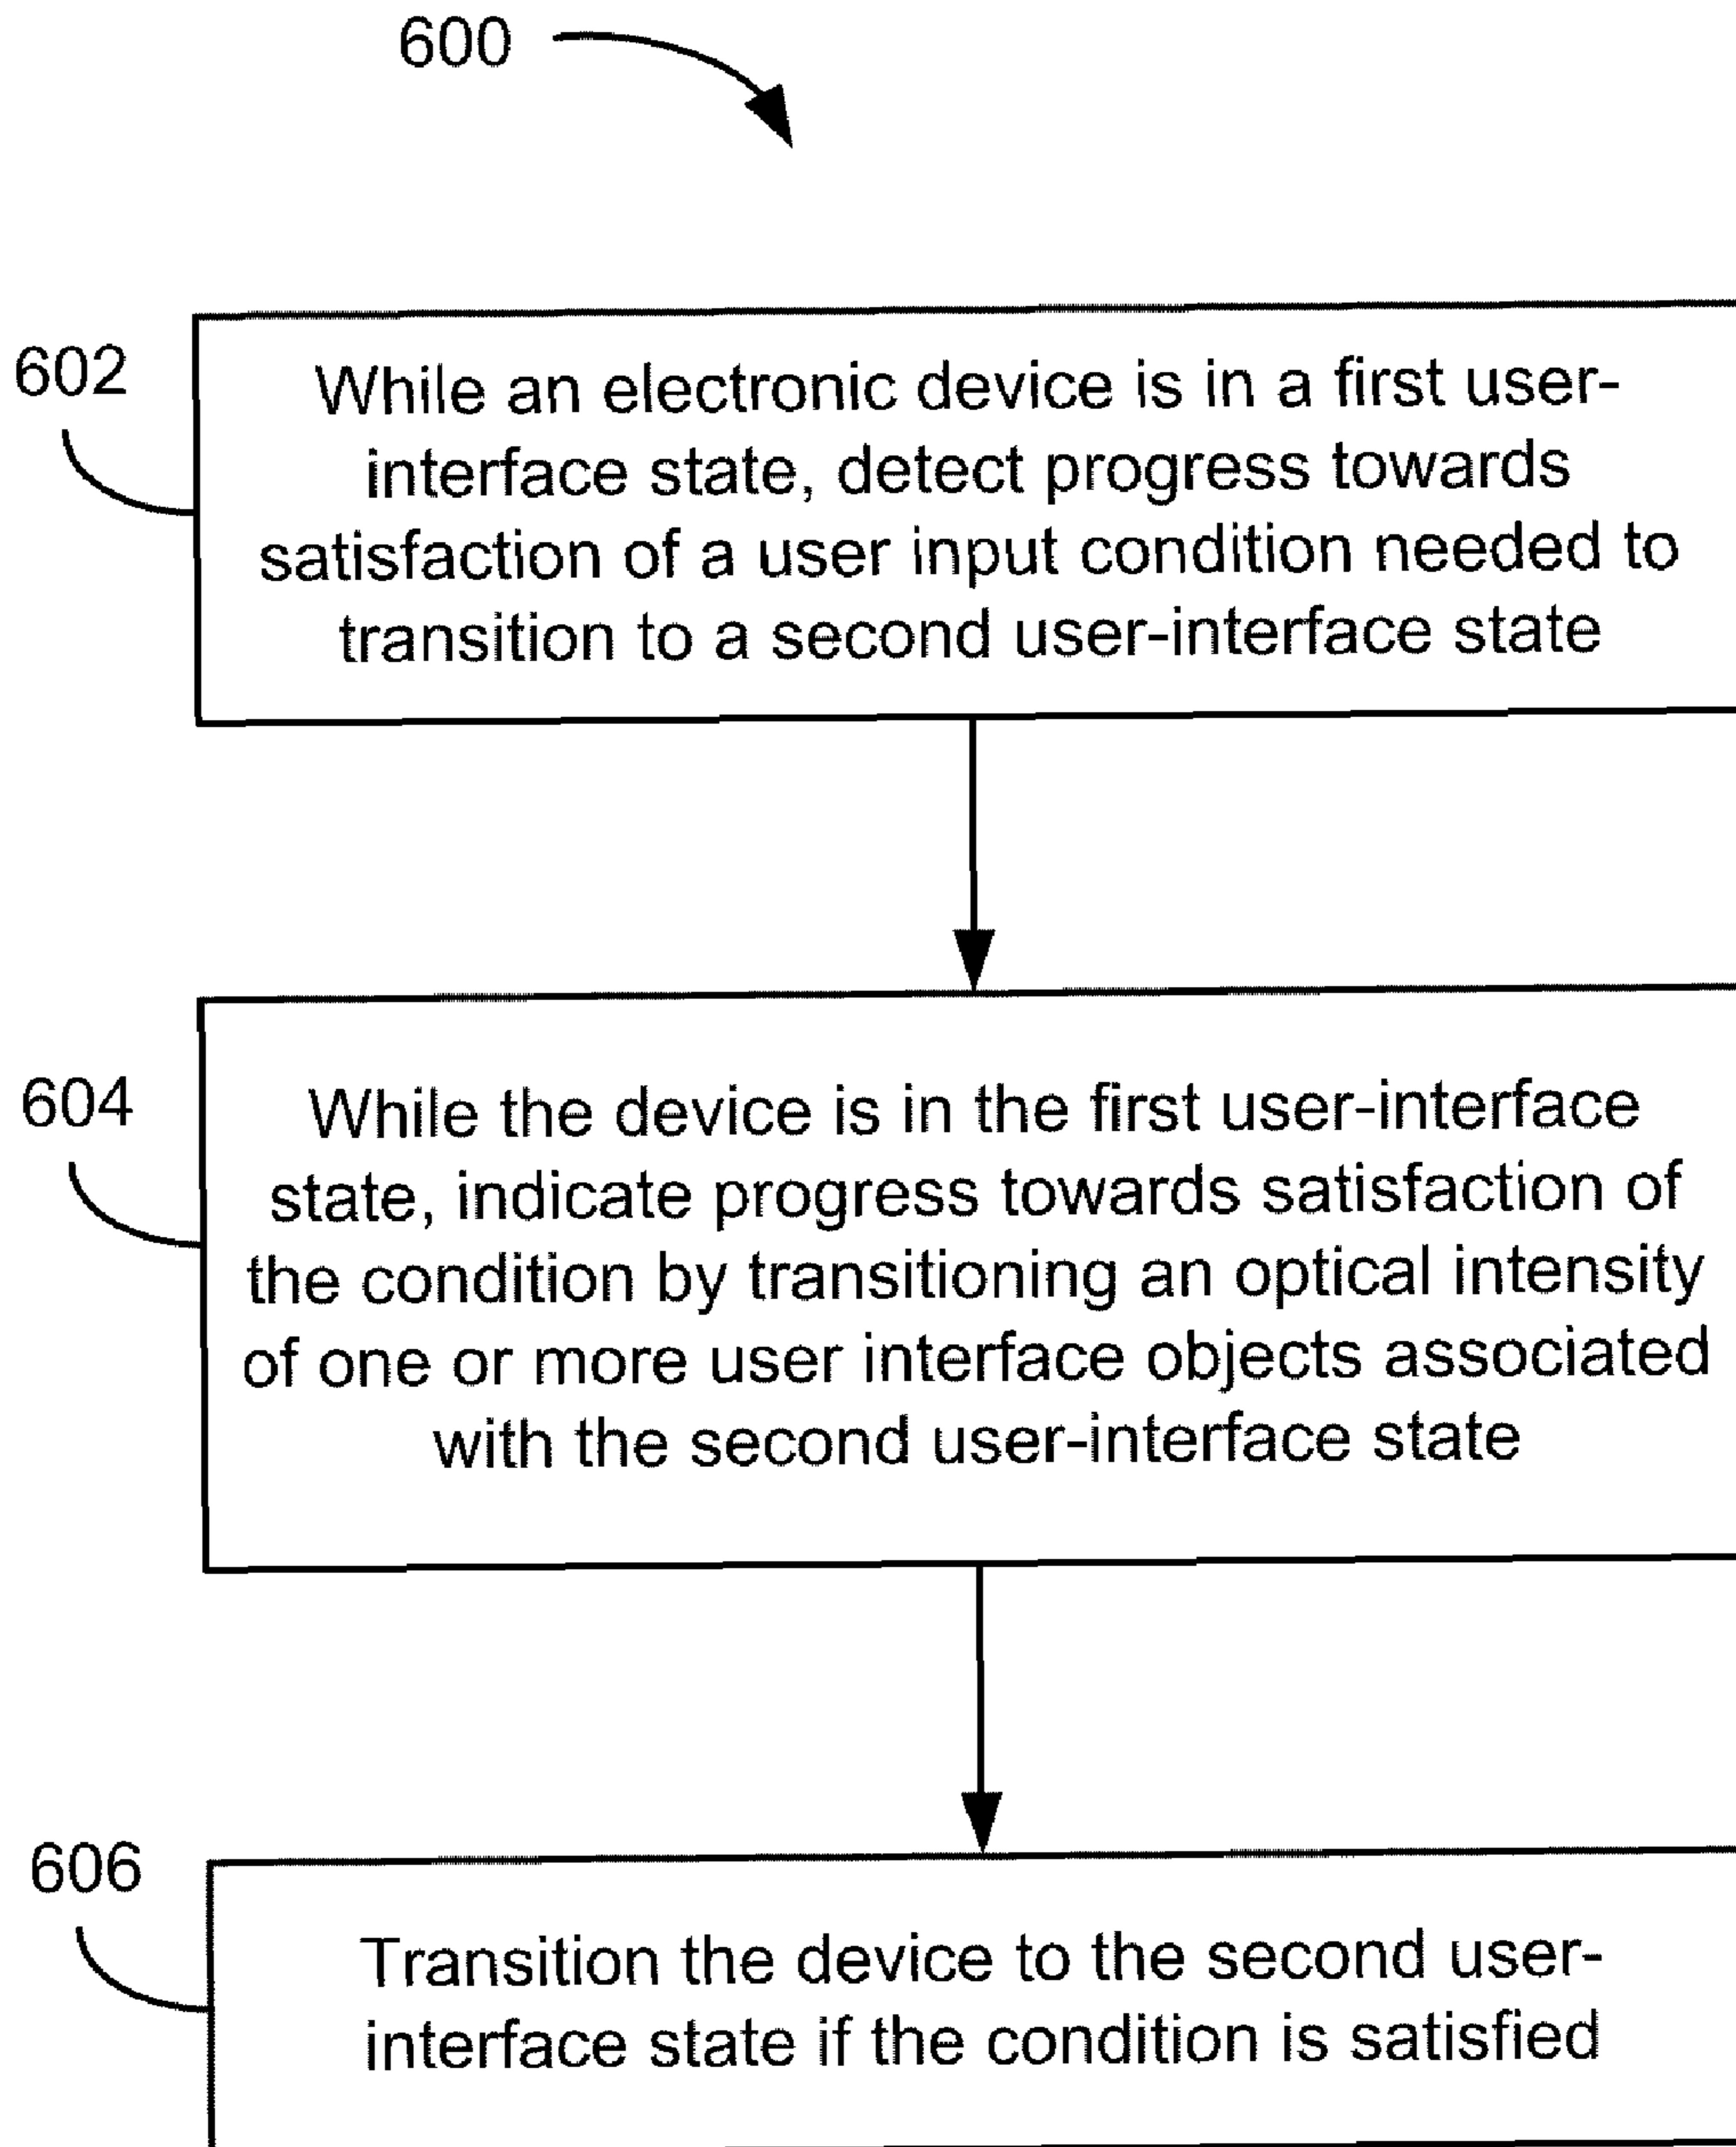 600
602
While an electronic device is in a first user-
interface state, detect progress towards
satisfaction of a user input condition needed to
transition to a second user-interface state
604
While the device is in the first user-interface
state, indicate progress towards satisfaction of
the condition by transitioning an optical intensity
of one or more user interface objects associated
with the second user-interface state
606
Transition the device to the second user-
interface state if the condition is satisfied